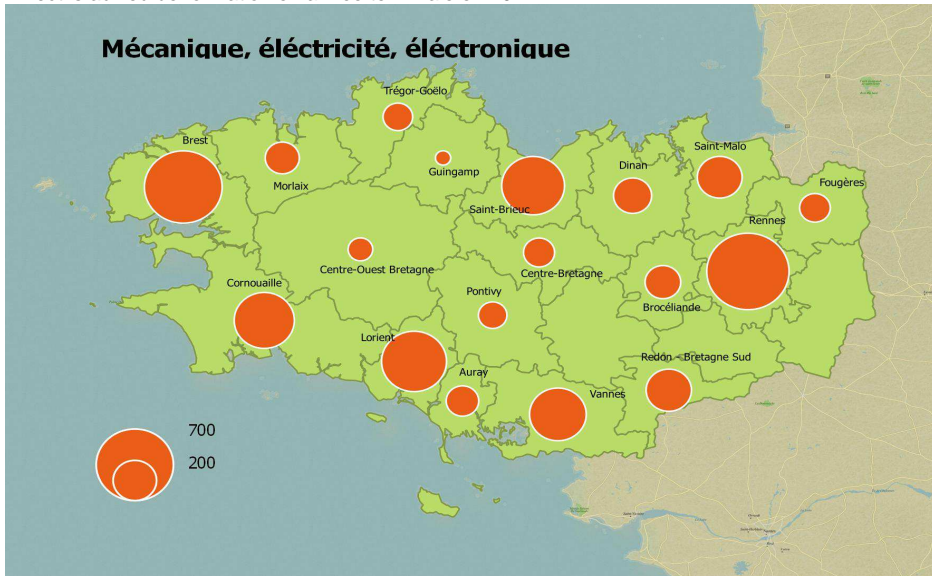 Mécanique, éléctricité, éléctronique
Trégor-Goëlo
Brest
Saint-Malo
Guingamp
Dinan
Morlaix
Fougères
Saint-Brieuc
Rennes
Centre-Ouest Bretagne
Centre-Bretagne
Cornouaille
Pontivy
Brocéliande
Lorient
Redon - Bretagne Sud
Auray
Vannes
700
200